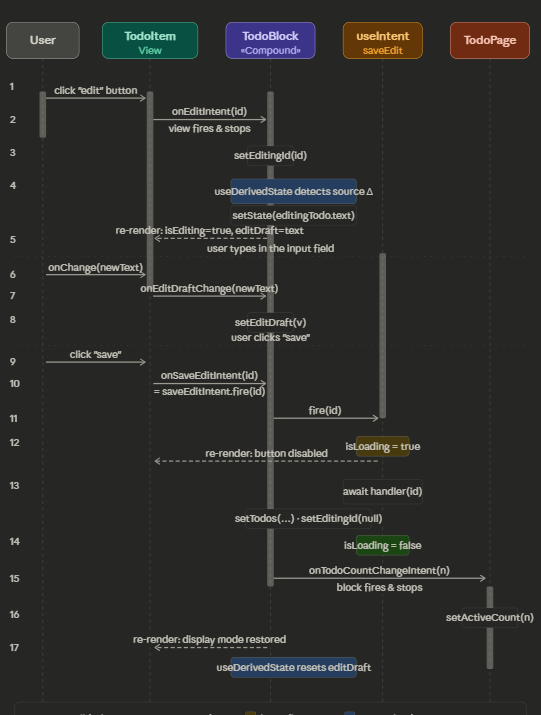 User
TodoItem
View
TodoBlock
«Compound»
useIntent
saveEdit
TodoPage
1
click "edit" button
onEditIntent(id)
2
view fires & stops
3
setEditingId(id)
4
useDerivedState detects source Δ
setState(editingTodo.text)
re-render: isEditing=true, editDraft=text
5
user types in the input field
onChange(newText)
6
onEditDraftChange(newText)
7
8
setEditDraft(v)
user clicks "save"
click "save"
9
onSaveEditIntent(id)
10
= saveEditIntent.fire(id)
fire(id)
11
12
isLoading = true
re-render: button disabled
13
await handler(id)
setTodos(...) · setEditingId(null)
14
isLoading = false
onTodoCountChangeIntent(n)
15
block fires & stops
16
setActiveCount(n)
re-render: display mode restored
17
useDerivedState resets editDraft